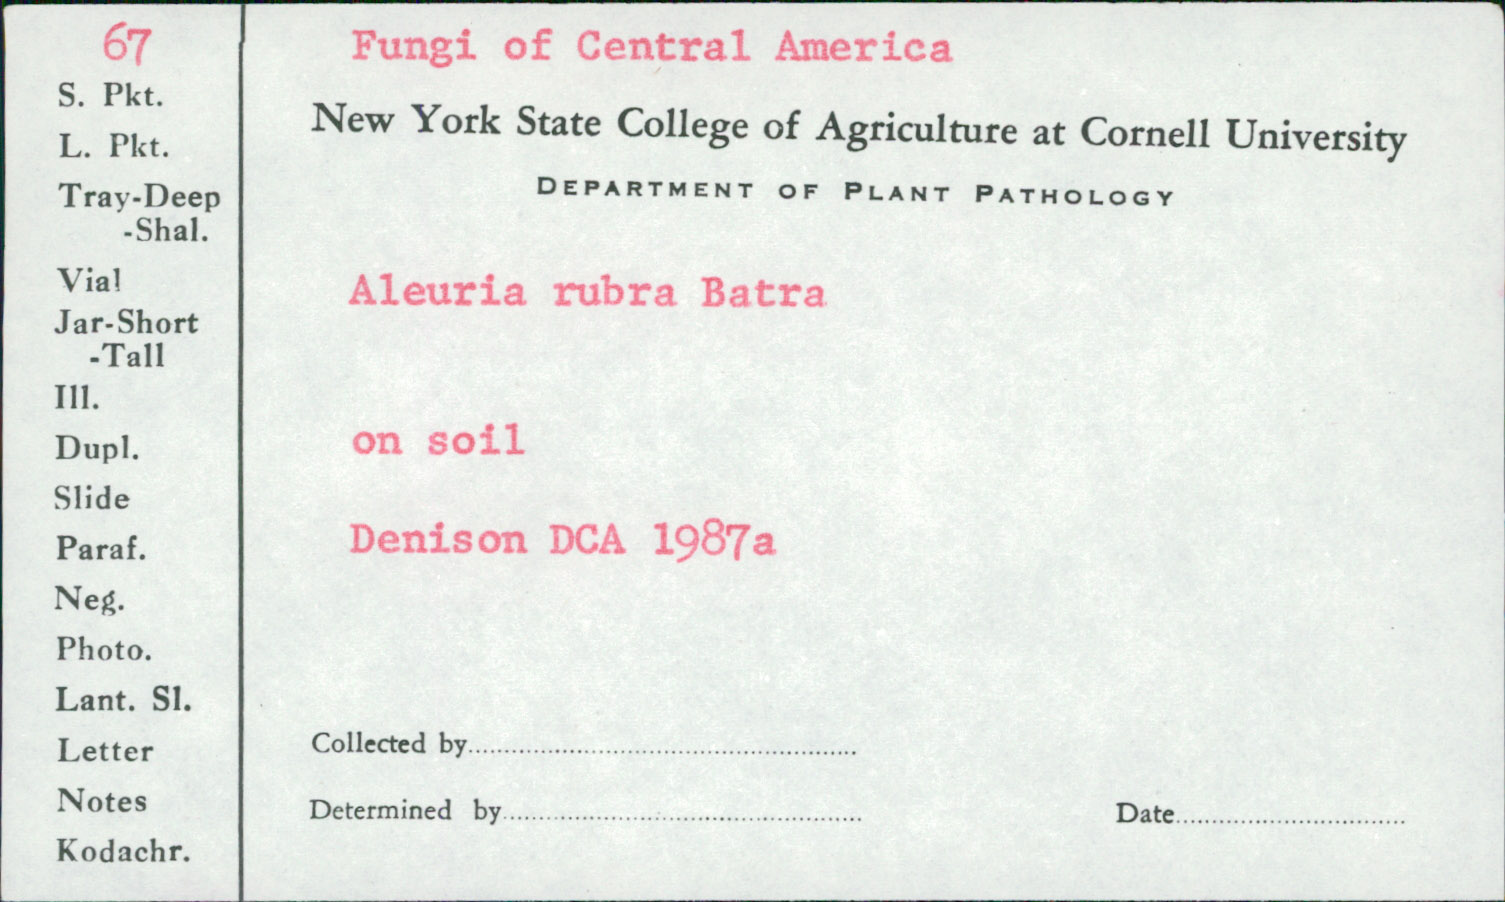 67
S. Pkt.
L. Pkt.
Tray-Deep
-Shal.
Vial
Jar-Short
-Tall
Ill.
Dupl.
Slide
Paraf.
Neg.
Photo.
Lant. Sl.
Letter
Notes
Kodachr.
Fungi of Central America
New York State College of Agriculture at Cornell University
DEPARTMENT OF PLANT PATHOLOGY
Aleuria rubra Batra
on soil
Denison DCA 1987a
Collected by
Determined by
Date